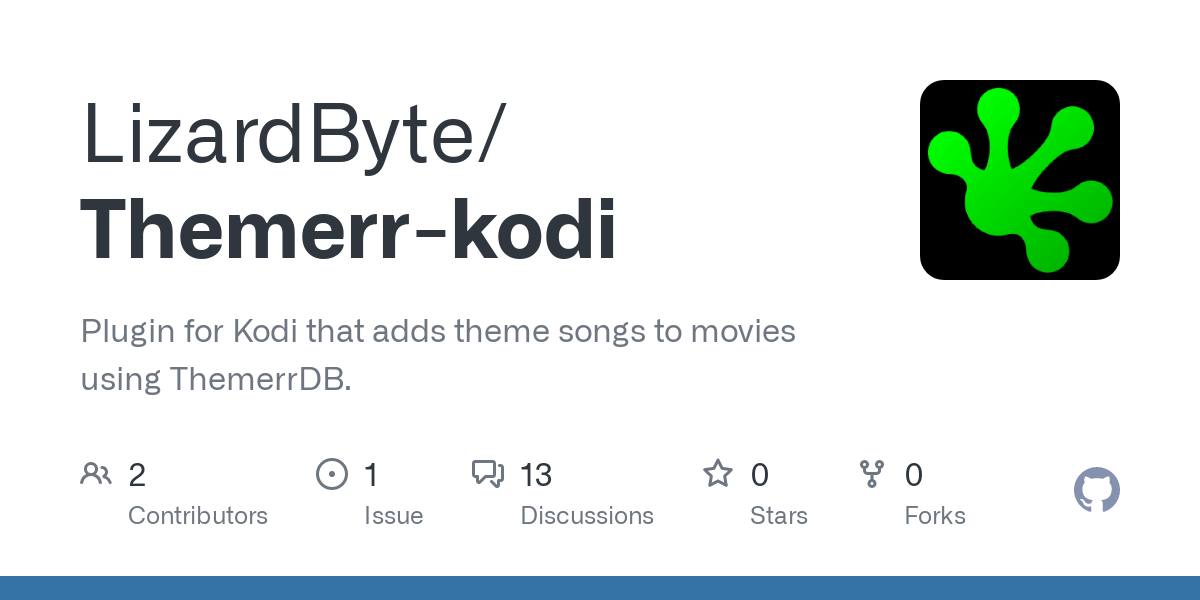 LizardByte/
Themerr-kodi
Plugin for Kodi that adds theme songs to movies
using ThemerrDB.
2
Contributors
1
Issue
13
Discussions
0
Stars
0
Forks